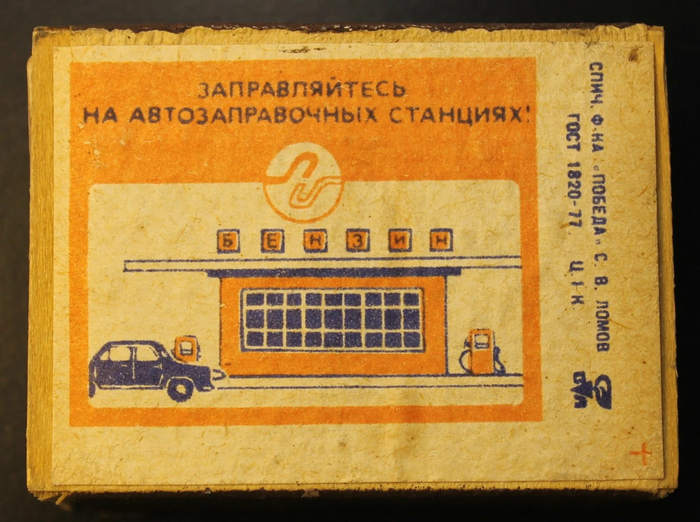 ЗАПРАВЛЯЙТЕСЬ
НА АВТОЗАПРАВОЧНЫХ СТАНЦИЯХ!
БЕНЗИН
СПИЧ. Ф-КА „ПОБЕДА" С. В. ЛОМОВ
ГОСТ 1820-77 Ц. 1 К